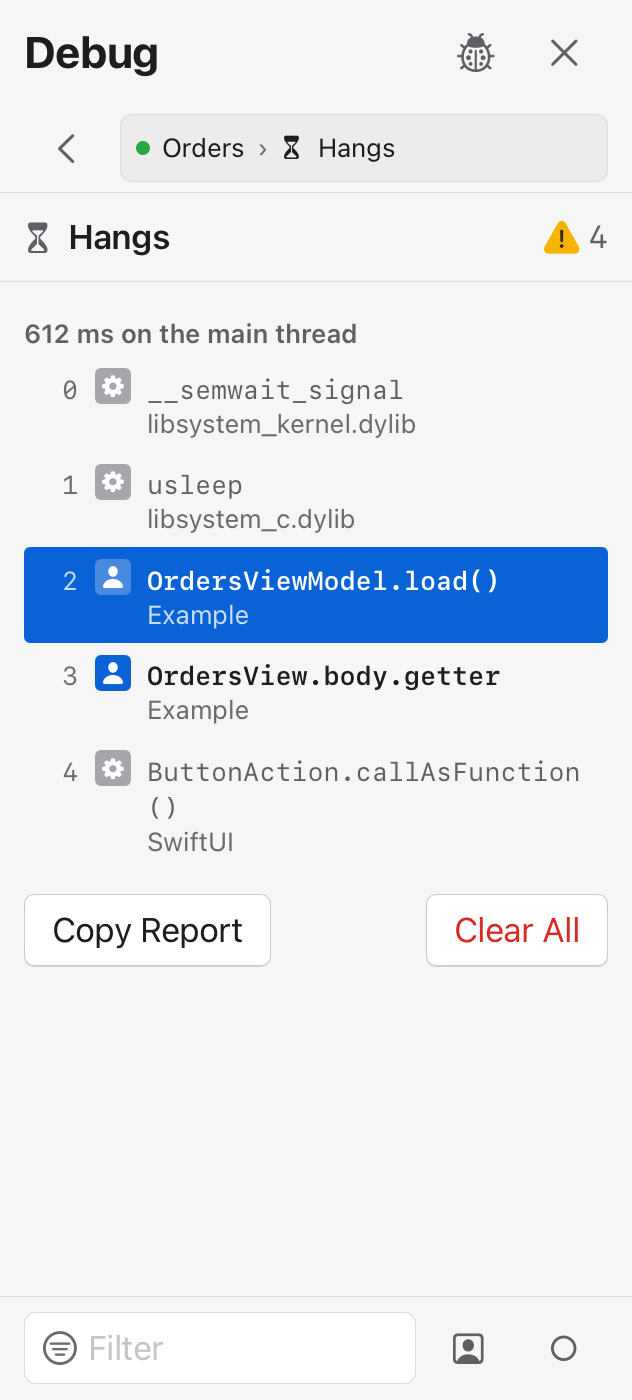 Debug
Orders › Hangs
Hangs
4
612 ms on the main thread
0 __semwait_signal
libsystem_kernel.dylib
1 usleep
libsystem_c.dylib
2 OrdersViewModel.load()
Example
3 OrdersView.body.getter
Example
4 ButtonAction.callAsFunction
()
SwiftUI
Copy Report
Clear All
Filter